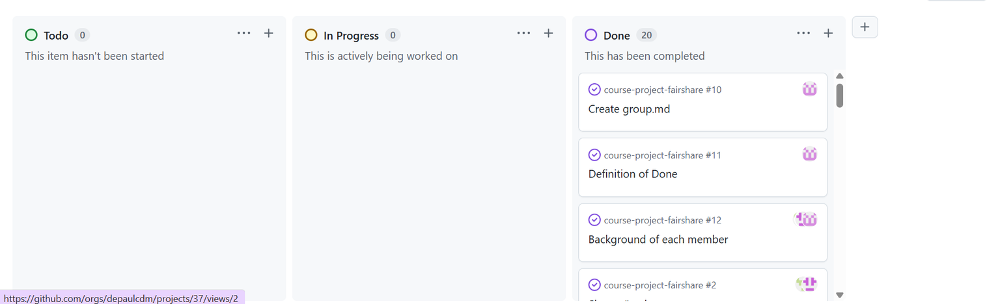 Todo 0
This item hasn't been started
In Progress 0
This is actively being worked on
Done 20
This has been completed
course-project-fairshare #10
Create group.md
course-project-fairshare #11
Definition of Done
course-project-fairshare #12
Background of each member
course-project-fairshare #2
https://github.com/orgs/depaulcdm/projects/37/views/2